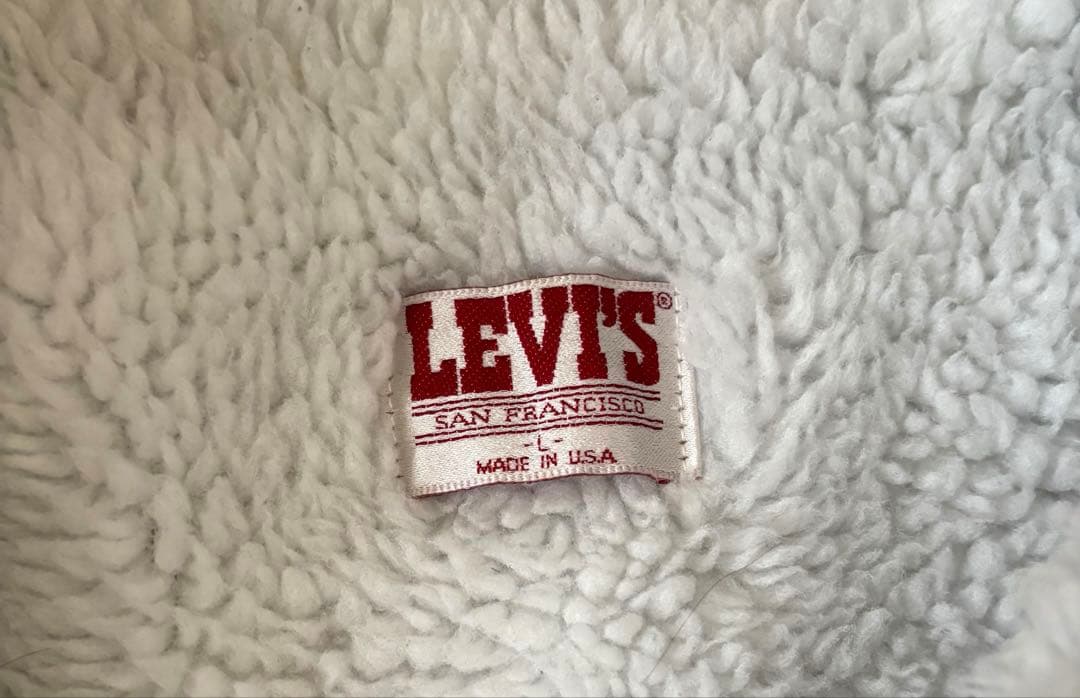 LEVI'S®
SAN FRANCISCO
-L-
MADE IN U.S.A.